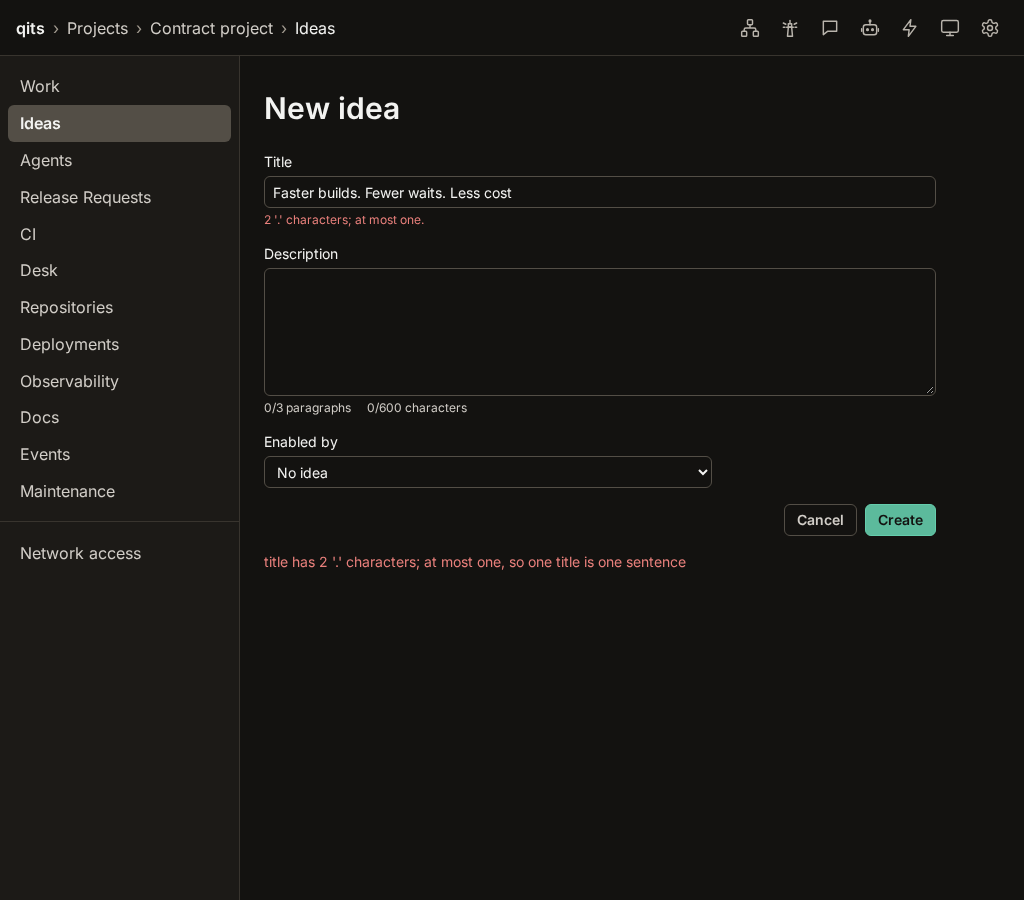 qits › Projects › Contract project › Ideas
Work
Ideas
Agents
Release Requests
CI
Desk
Repositories
Deployments
Observability
Docs
Events
Maintenance
Network access
New idea
Title
Faster builds. Fewer waits. Less cost
2 '.' characters; at most one.
Description
0/3 paragraphs 0/600 characters
Enabled by
No idea
Cancel Create
title has 2 '.' characters; at most one, so one title is one sentence